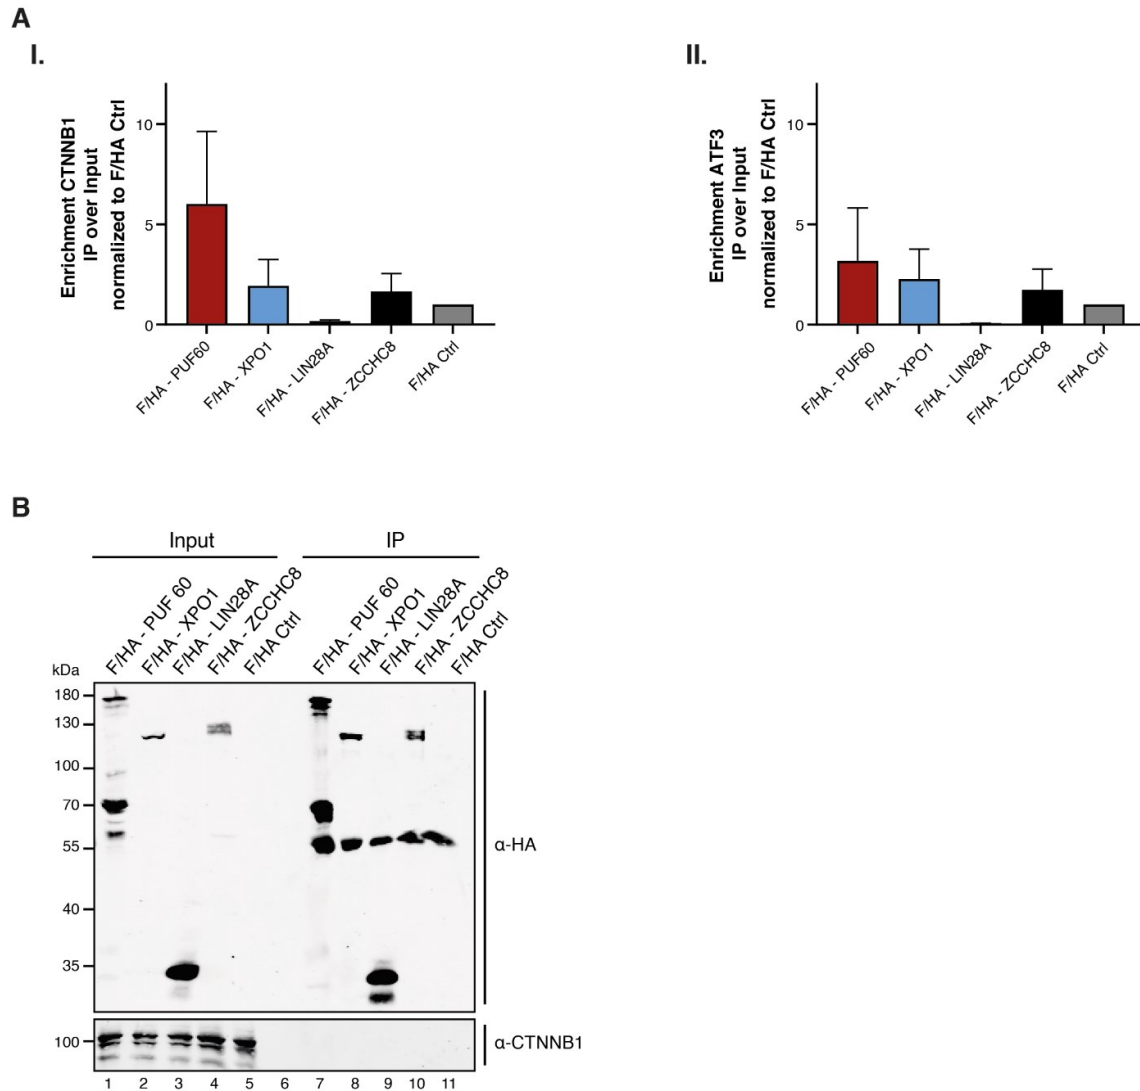 A
I.
Enrichment CTNNB1
IP over Input
normalized to F/HA Ctrl
10
5
0
F/HA - PUF60
F/HA - XPO1
F/HA - LIN28A
F/HA - ZCCHC8
F/HA Ctrl
II.
Enrichment ATF3
IP over Input
normalized to F/HA Ctrl
10
5
0
F/HA - PUF60
F/HA - XPO1
F/HA - LIN28A
F/HA - ZCCHC8
F/HA Ctrl
B
Input
IP
F/HA - PUF 60
F/HA - XPO1
F/HA - LIN28A
F/HA - ZCCHC8
F/HA Ctrl
F/HA - PUF 60
F/HA - XPO1
F/HA - LIN28A
F/HA - ZCCHC8
F/HA Ctrl
kDa
180
130
100
70
55
40
35
α-HA
100
α-CTNNB1
1 2 3 4 5 6 7 8 9 10 11